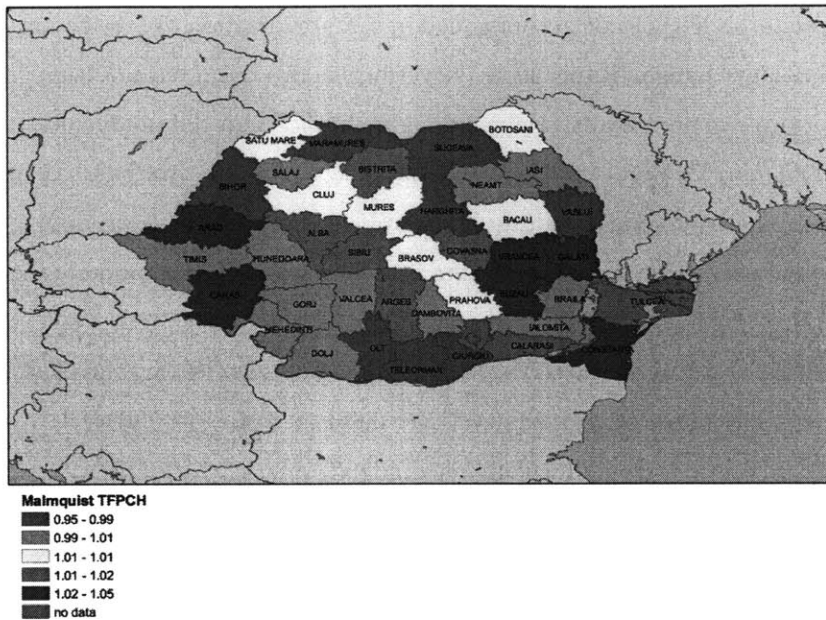 SATU MARE
MARAMURES
BOTOSANI
SUCEAVA
SALAJ
BISTRITA
IASI
NEAMT
BIHOR
CLUJ
MURES
HARGHITA
BACAU
VASLUI
ARAD
ALBA
SIBIU
BRASOV
COVASNA
VRANCEA
GALATI
TIMIS
HUNEDOARA
CARAS
GORJ
VALCEA
ARGES
DAMBOVITA
PRAHOVA
BUZAU
BRAILA
TULCEA
MEHEDINTI
IALOMITA
DOLJ
OLT
TELEORMAN
GIURGIU
CALARASI
CONSTANTA
Malmquist TFPCH
0.95 - 0.99
0.99 - 1.01
1.01 - 1.01
1.01 - 1.02
1.02 - 1.05
no data